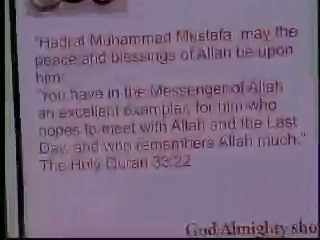 "Hadrat Muhammad Mustafa may the
peace and blessings of Allah be upon
him:
"You have in the Messenger of Allah
an excellent exemplar, for him who
hopes to meet with Allah and the Last
Day, and who remembers Allah much."
The Holy Quran 33:22
God Almighty sho